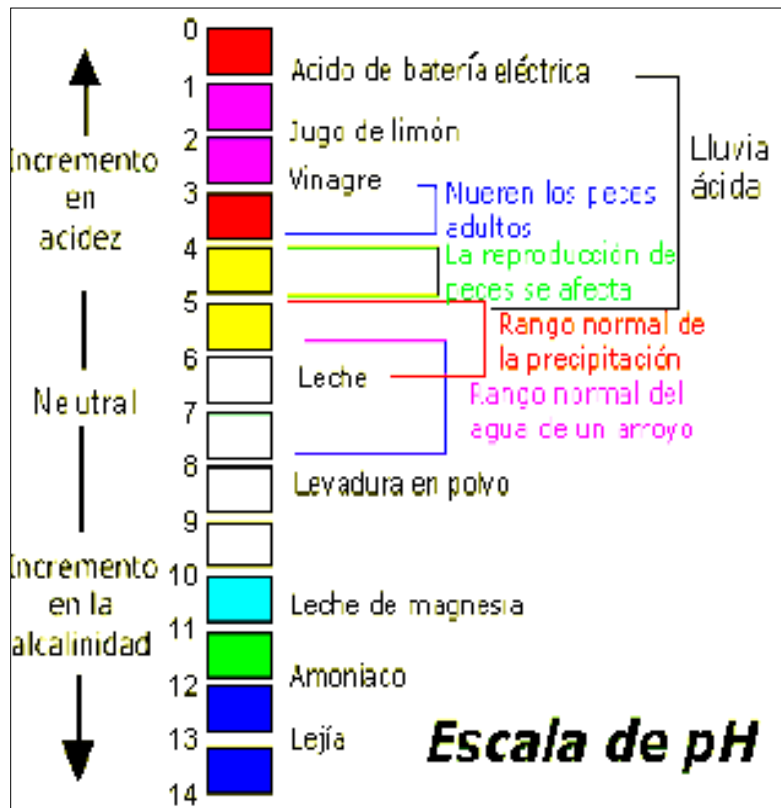 0
Acido de batería eléctrica
1
Jugo de limón
2
Vinagre
3
Mueren los peces
adultos
4
La reproducción de
peces se afecta
5
Lluvia
ácida
Rango normal de
la precipitación
6
Leche
Rango normal del
agua de un arroyo
7
8
Levadura en polvo
9
10
Leche de magnesia
11
Amoniaco
12
13
Lejía
14
Incremento
en
acidez
Neutral
Incremento
en la
alcalinidad
Escala de pH